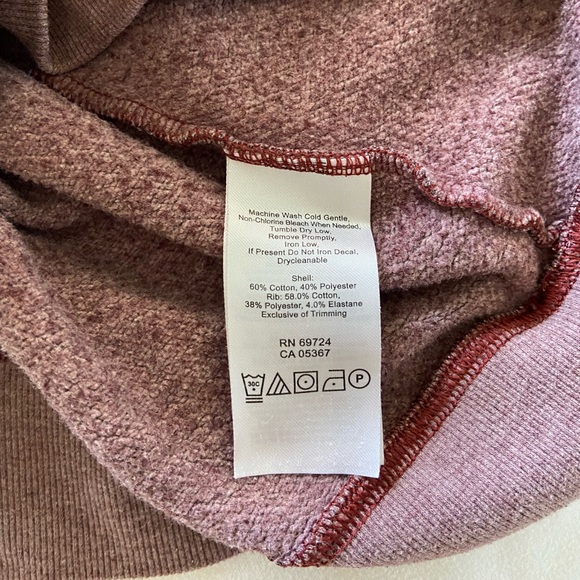 Machine Wash Cold Gentle,
Non-Chlorine Bleach When Needed,
Tumble Dry Low,
Remove Promptly,
Iron Low,
If Present Do Not Iron Decal,
Drycleanable
Shell:
60% Cotton, 40% Polyester
Rib: 58.0% Cotton,
38% Polyester, 4.0% Elastane
Exclusive of Trimming
RN 69724
CA 05367
30C P